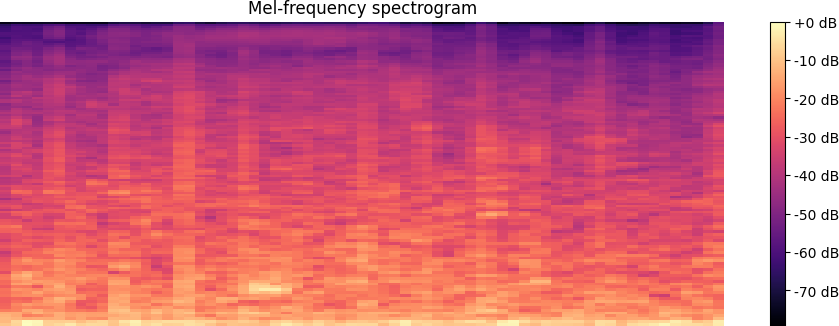 Mel-frequency spectrogram
+0 dB
-10 dB
-20 dB
-30 dB
-40 dB
-50 dB
-60 dB
-70 dB